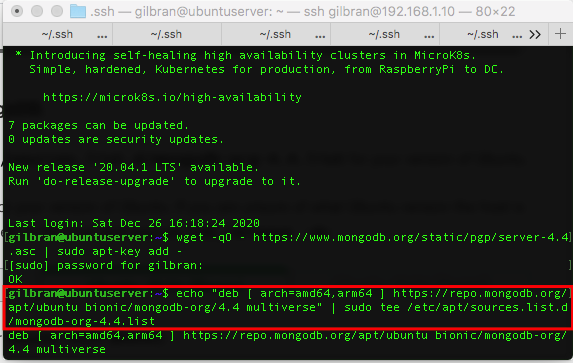 .ssh — gilbran@ubuntuserver: ~ — ssh gilbran@192.168.1.10 — 80×22
~/.ssh ... ~/.ssh ~/.ssh ~/.ssh ... ~/.ssh ... ~/.ssh >>
* Introducing self-healing high availability clusters in MicroK8s.
Simple, hardened, Kubernetes for production, from RaspberryPi to DC.
https://microk8s.io/high-availability
7 packages can be updated.
0 updates are security updates.
New release '20.04.1 LTS' available.
Run 'do-release-upgrade' to upgrade to it.
Last login: Sat Dec 26 16:18:24 2020
[gilbran@ubuntuserver:~$ wget -qO - https://www.mongodb.org/static/pgp/server-4.4]
.asc | sudo apt-key add -
[[sudo] password for gilbran: ]
OK
[gilbran@ubuntuserver:~$ echo "deb [ arch=amd64,arm64 ] https://repo.mongodb.org/]
apt/ubuntu bionic/mongodb-org/4.4 multiverse" | sudo tee /etc/apt/sources.list.d
/mongodb-org-4.4.list
deb [ arch=amd64,arm64 ] https://repo.mongodb.org/apt/ubuntu bionic/mongodb-org/
4.4 multiverse